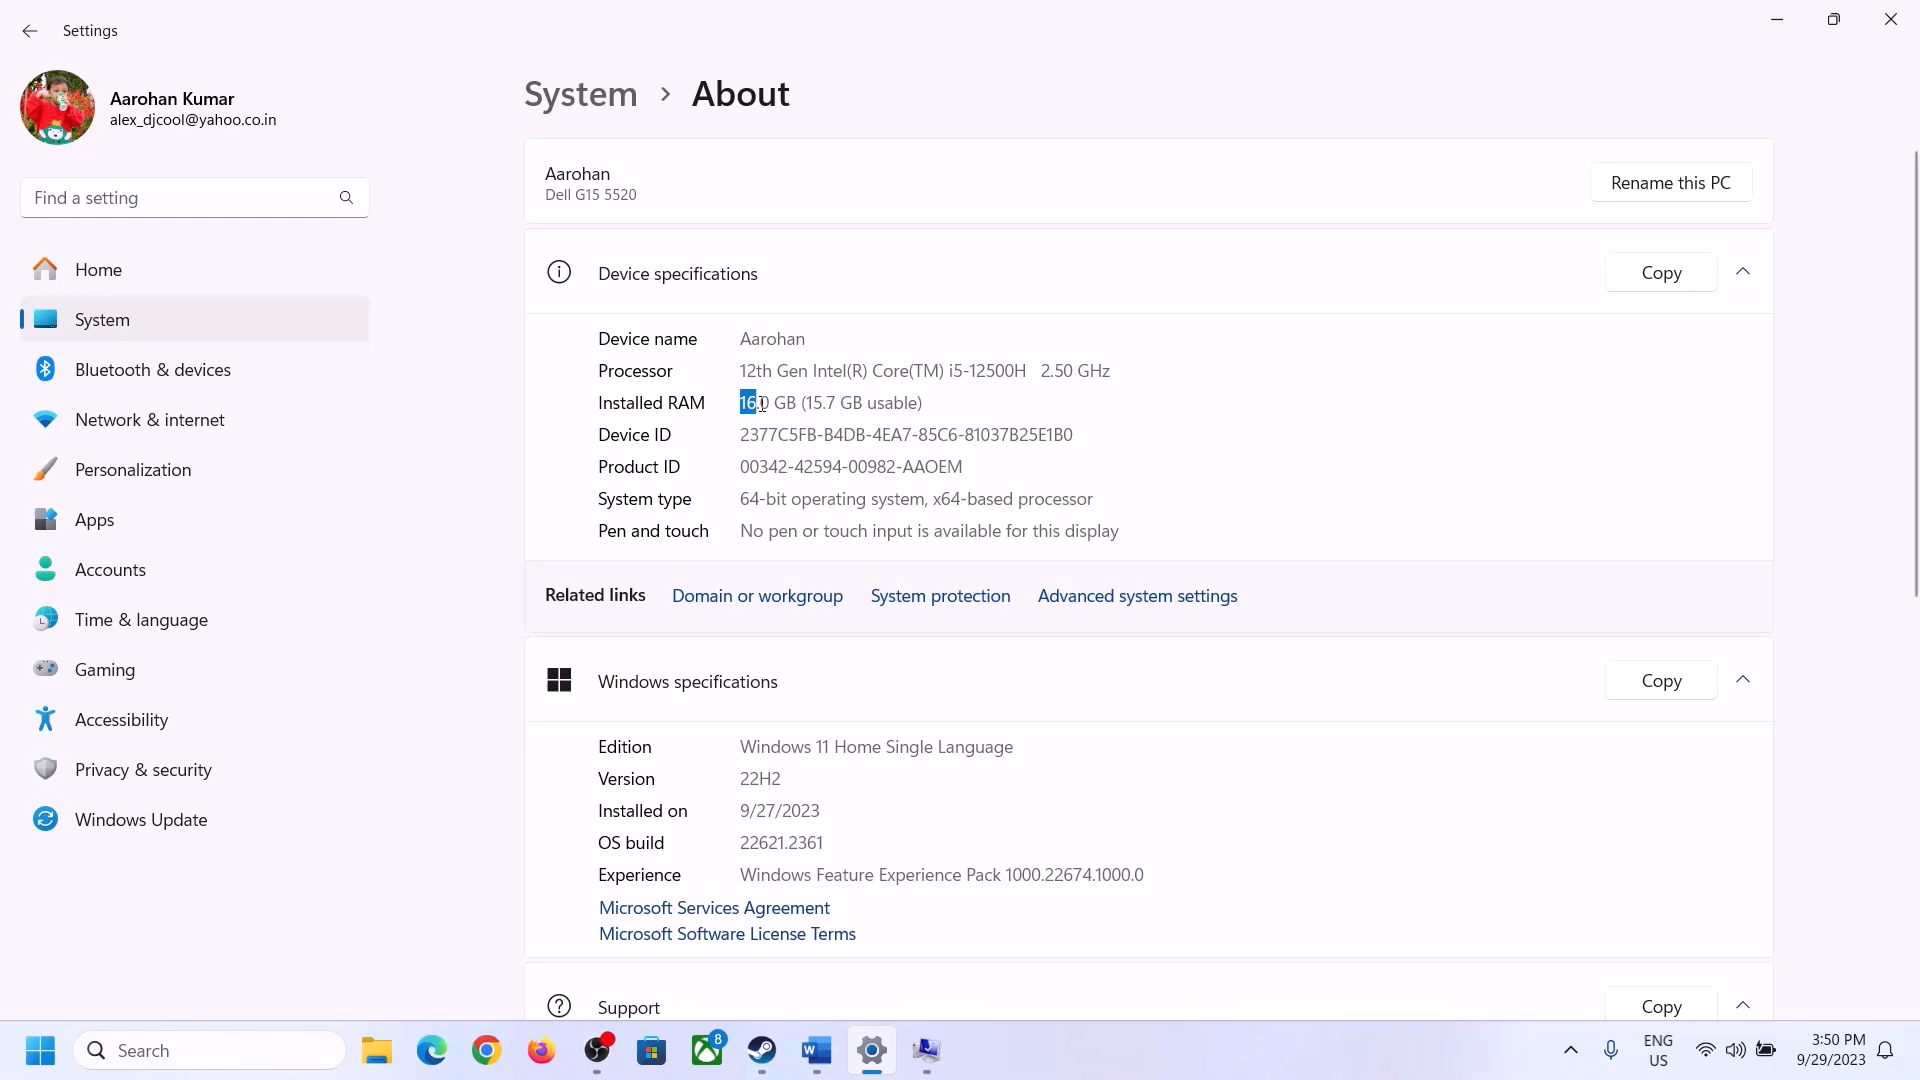 Settings
Aarohan Kumar
alex_djcool@yahoo.co.in
Find a setting
Home
System
Bluetooth & devices
Network & internet
Personalization
Apps
Accounts
Time & language
Gaming
Accessibility
Privacy & security
Windows Update
System > About
Aarohan
Dell G15 5520
Rename this PC
Device specifications
Copy
Device name Aarohan
Processor 12th Gen Intel(R) Core(TM) i5-12500H 2.50 GHz
Installed RAM 16.0 GB (15.7 GB usable)
Device ID 2377C5FB-B4DB-4EA7-85C6-81037B25E1B0
Product ID 00342-42594-00982-AAOEM
System type 64-bit operating system, x64-based processor
Pen and touch No pen or touch input is available for this display
Related links Domain or workgroup System protection Advanced system settings
Windows specifications
Copy
Edition Windows 11 Home Single Language
Version 22H2
Installed on 9/27/2023
OS build 22621.2361
Experience Windows Feature Experience Pack 1000.22674.1000.0
Microsoft Services Agreement
Microsoft Software License Terms
Support
Copy
Search
8
ENG
US
3:50 PM
9/29/2023